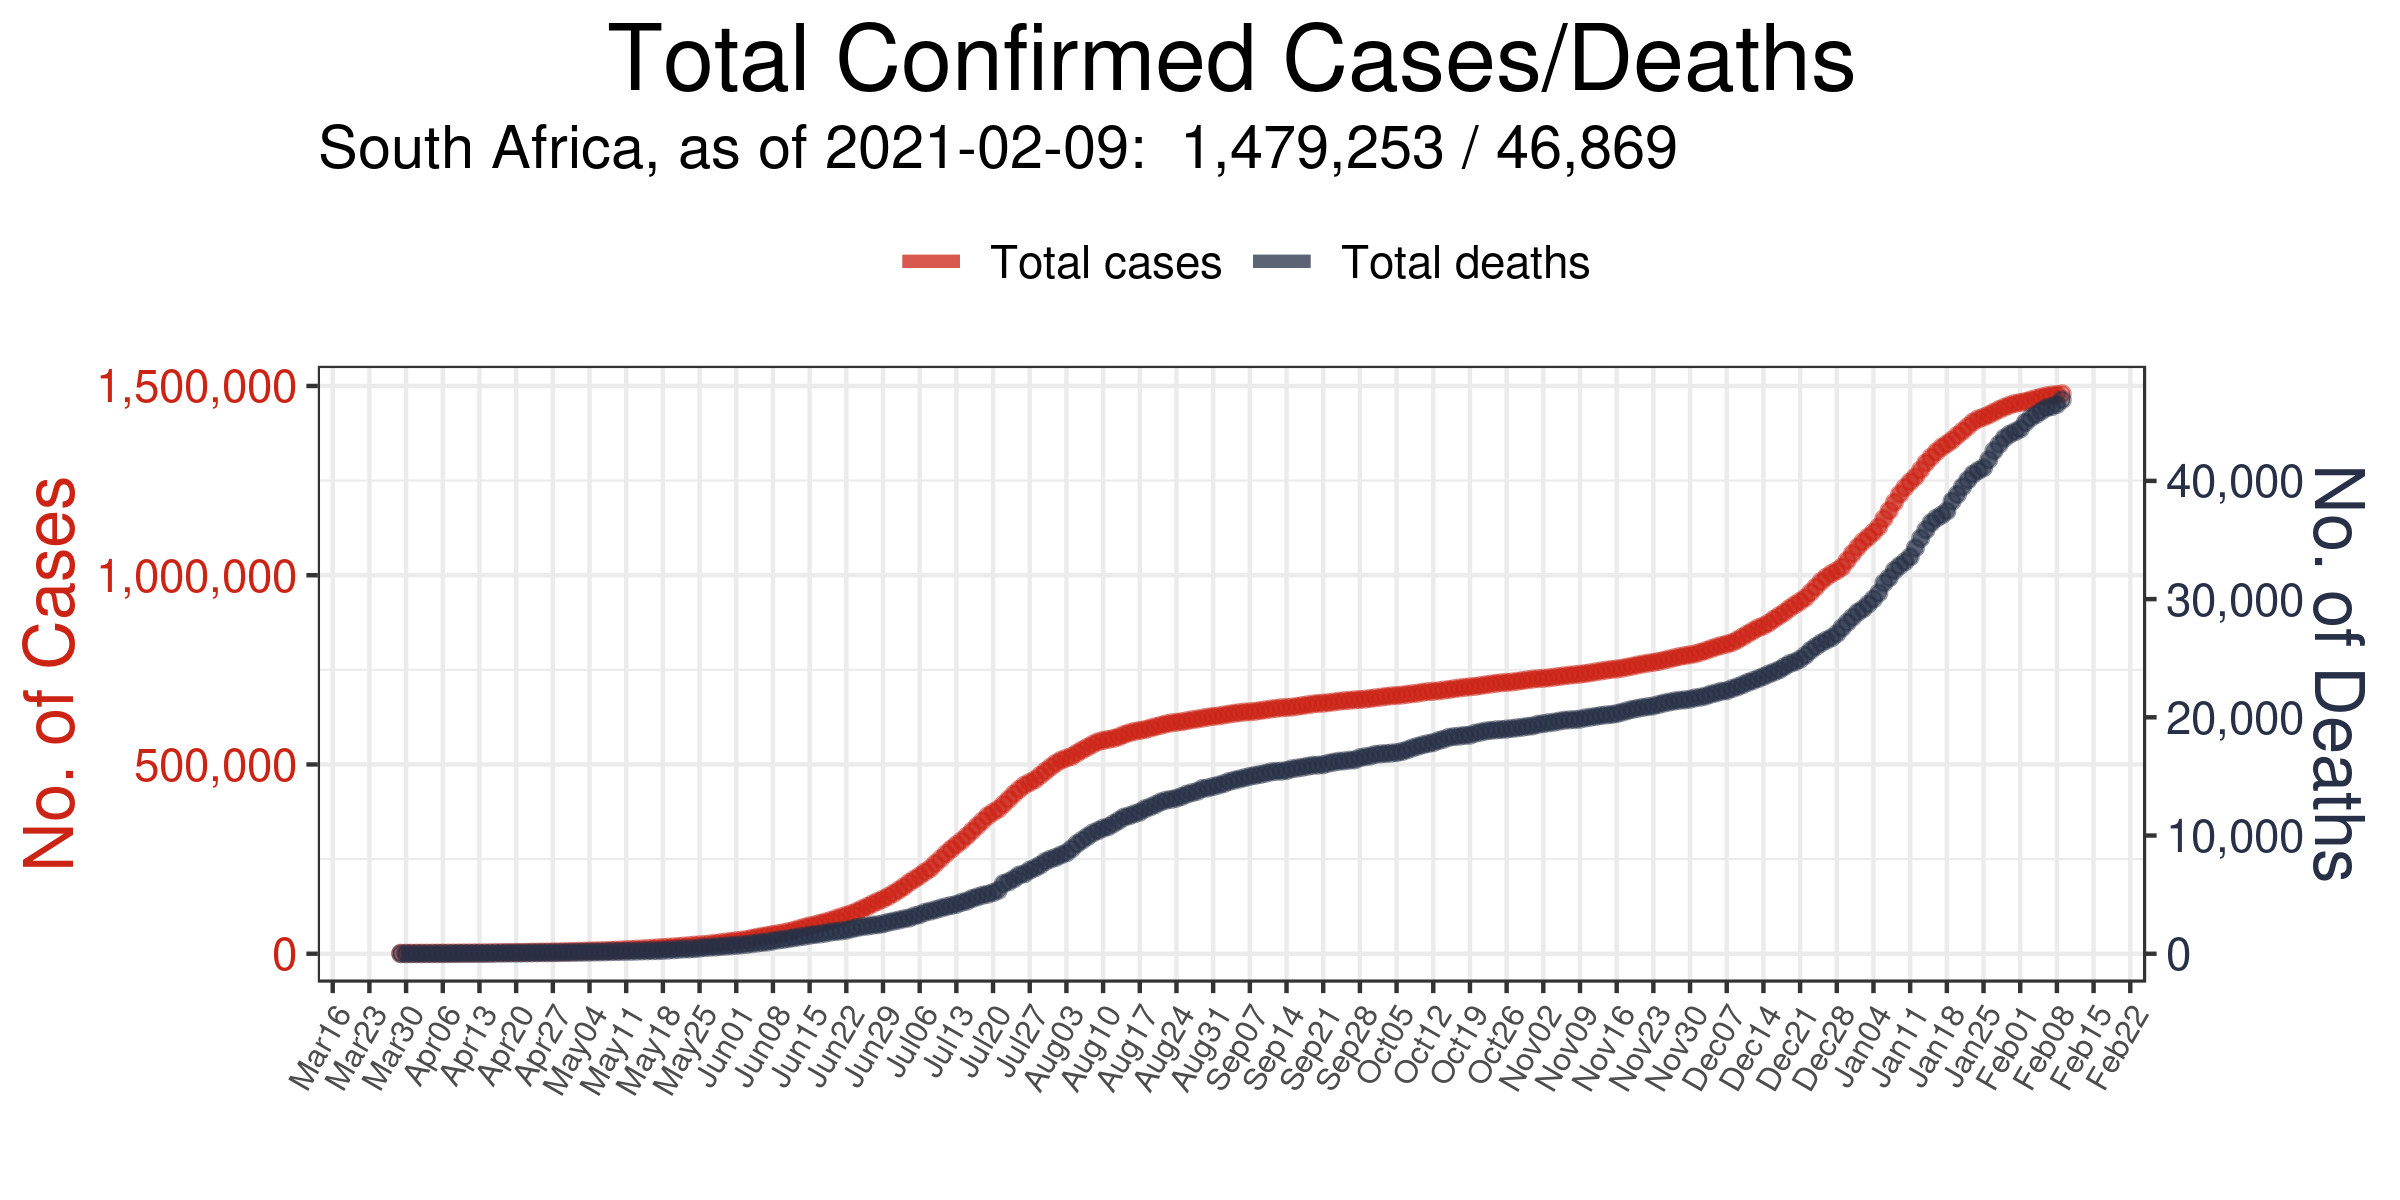 Total Confirmed Cases/Deaths
South Africa, as of 2021-02-09:  1,479,253 / 46,869
Total cases
Total deaths
No. of Cases
1,500,000
1,000,000
500,000
0
40,000
30,000
20,000
10,000
0
No. of Deaths
Mar16
Mar23
Mar30
Apr06
Apr13
Apr20
Apr27
May04
May11
May18
May25
Jun01
Jun08
Jun15
Jun22
Jun29
Jul06
Jul13
Jul20
Jul27
Aug03
Aug10
Aug17
Aug24
Aug31
Sep07
Sep14
Sep21
Sep28
Oct05
Oct12
Oct19
Oct26
Nov02
Nov09
Nov16
Nov23
Nov30
Dec07
Dec14
Dec21
Dec28
Jan04
Jan11
Jan18
Jan25
Feb01
Feb08
Feb15
Feb22